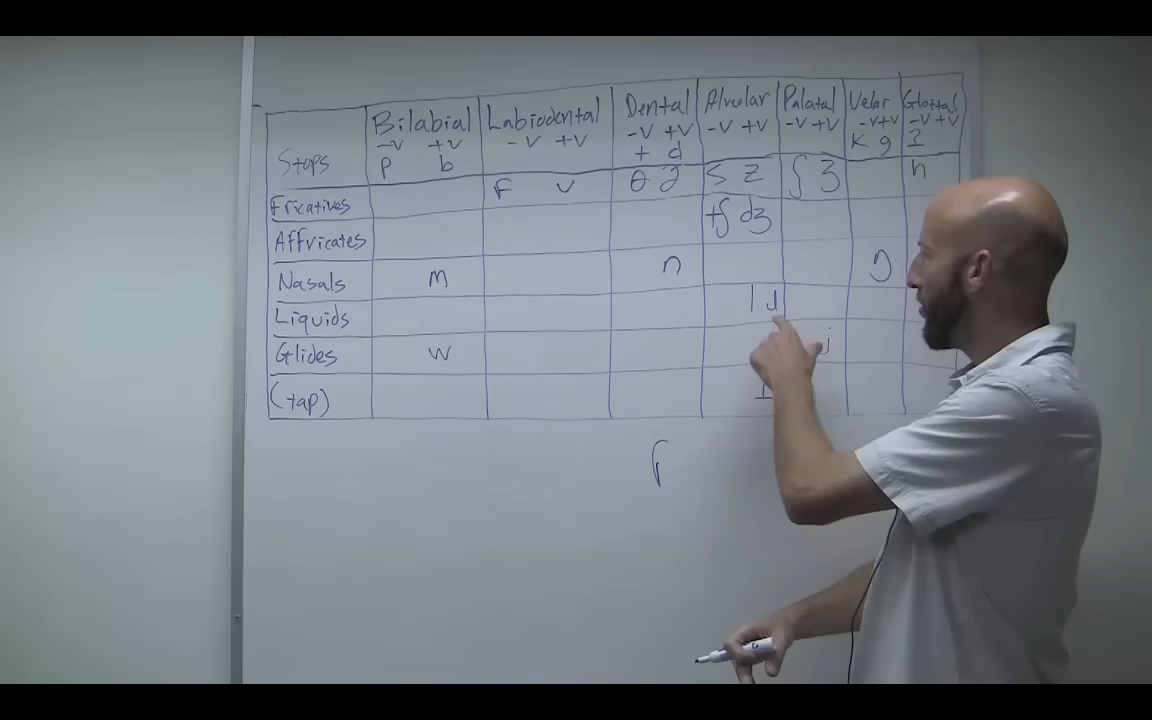 Bilabial Labiodental Dental Alveolar Palatal Velar Glottal
-V +V -V +V -V +V -V +V -V +V -V +V -V +V
Stops p b t d k g ʔ
Fricatives F v θ ð s z ʃ ʒ h
Affricates tʃ dʒ
Nasals m n ŋ
Liquids l ɹ
Glides w j
(tap)